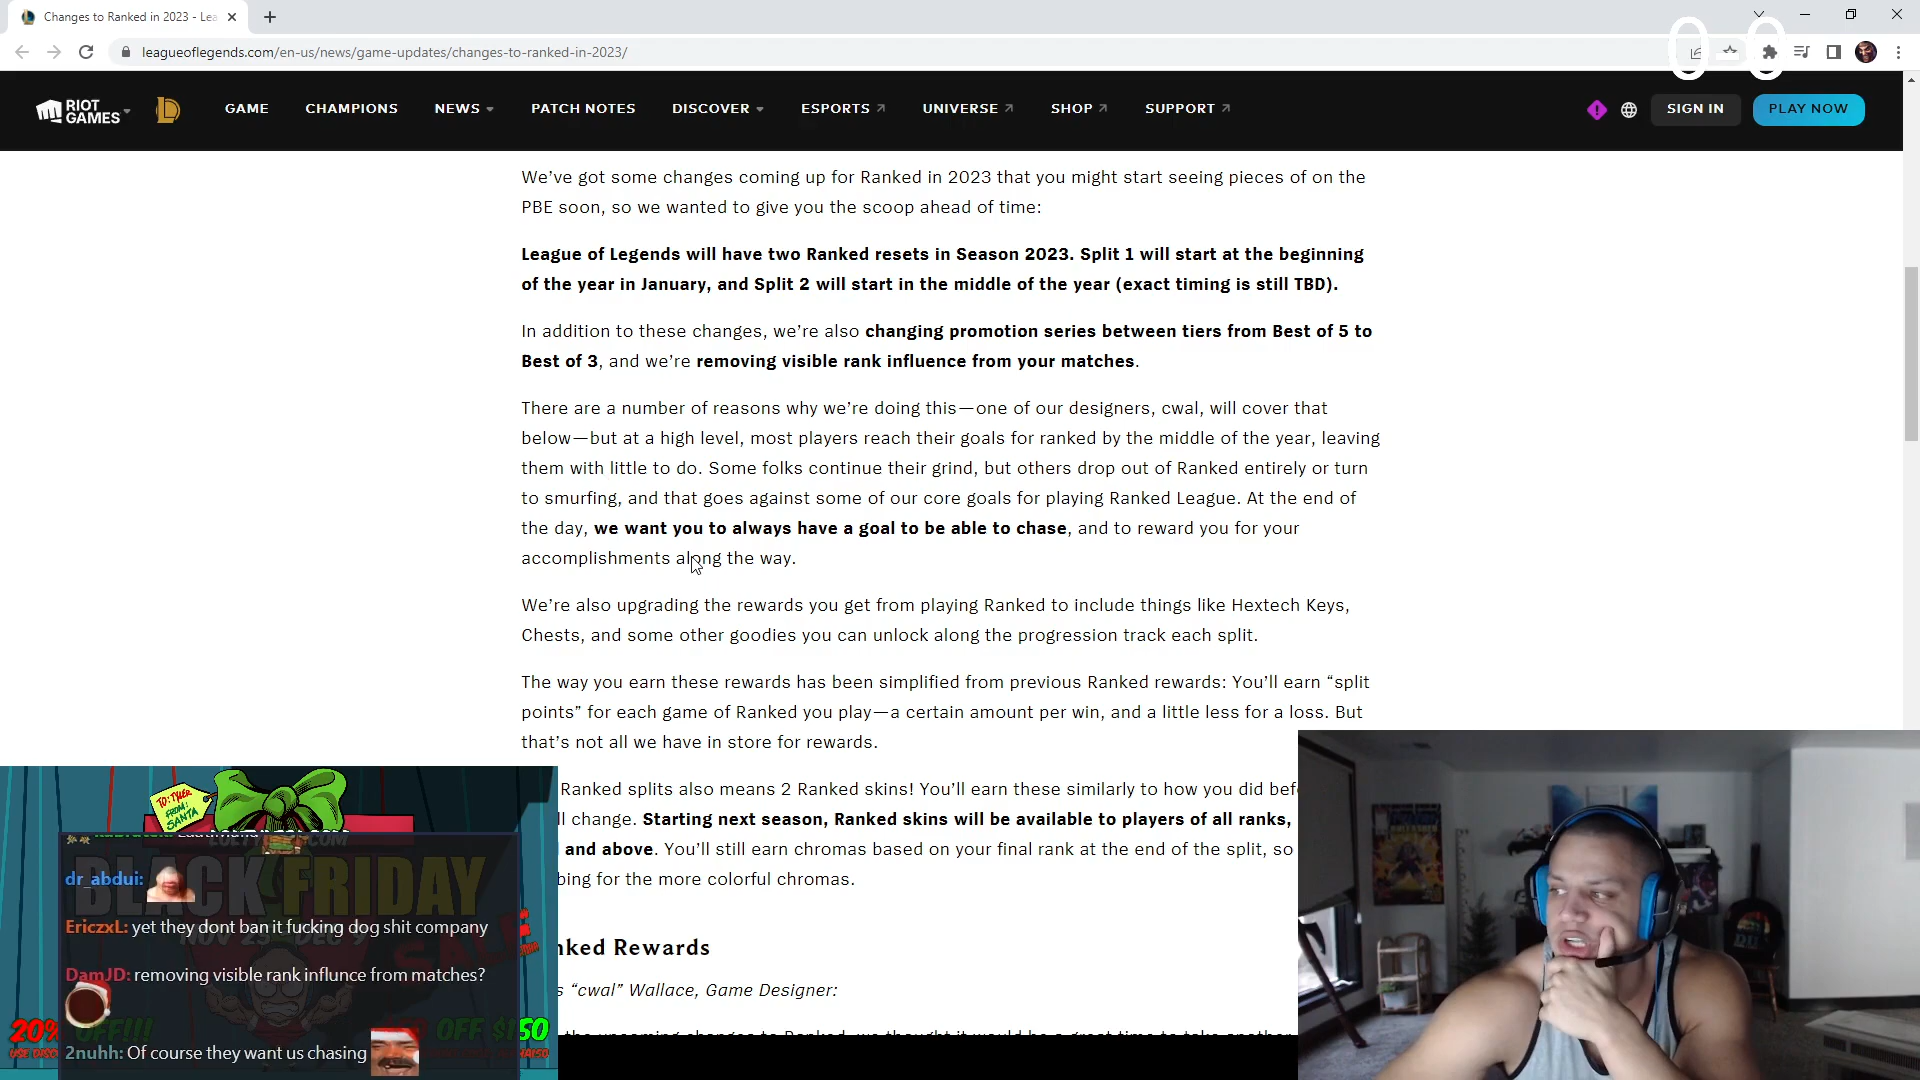 Changes to Ranked in 2023 - Lea
leagueoflegends.com/en-us/news/game-updates/changes-to-ranked-in-2023/
RIOT GAMES
GAME CHAMPIONS NEWS PATCH NOTES DISCOVER ESPORTS UNIVERSE SHOP SUPPORT SIGN IN PLAY NOW
We’ve got some changes coming up for Ranked in 2023 that you might start seeing pieces of on the
PBE soon, so we wanted to give you the scoop ahead of time:
League of Legends will have two Ranked resets in Season 2023. Split 1 will start at the beginning
of the year in January, and Split 2 will start in the middle of the year (exact timing is still TBD).
In addition to these changes, we’re also changing promotion series between tiers from Best of 5 to
Best of 3, and we’re removing visible rank influence from your matches.
There are a number of reasons why we’re doing this—one of our designers, cwal, will cover that
below—but at a high level, most players reach their goals for ranked by the middle of the year, leaving
them with little to do. Some folks continue their grind, but others drop out of Ranked entirely or turn
to smurfing, and that goes against some of our core goals for playing Ranked League. At the end of
the day, we want you to always have a goal to be able to chase, and to reward you for your
accomplishments along the way.
We’re also upgrading the rewards you get from playing Ranked to include things like Hextech Keys,
Chests, and some other goodies you can unlock along the progression track each split.
The way you earn these rewards has been simplified from previous Ranked rewards: You’ll earn “split
points” for each game of Ranked you play—a certain amount per win, and a little less for a loss. But
that’s not all we have in store for rewards.
Ranked splits also means 2 Ranked skins! You’ll earn these similarly to how you did bef
ll change. Starting next season, Ranked skins will be available to players of all ranks,
and above. You’ll still earn chromas based on your final rank at the end of the split, so
bing for the more colorful chromas.
nked Rewards
s “cwal” Wallace, Game Designer:
TO: TYLER
FROM: SANTA
BLACK FRIDAY
dr_abdui:
EriczxL: yet they dont ban it fucking dog shit company
DamJD: removing visible rank influnce from matches?
20% OFF!!!
OFF $150
2nuhh: Of course they want us chasing